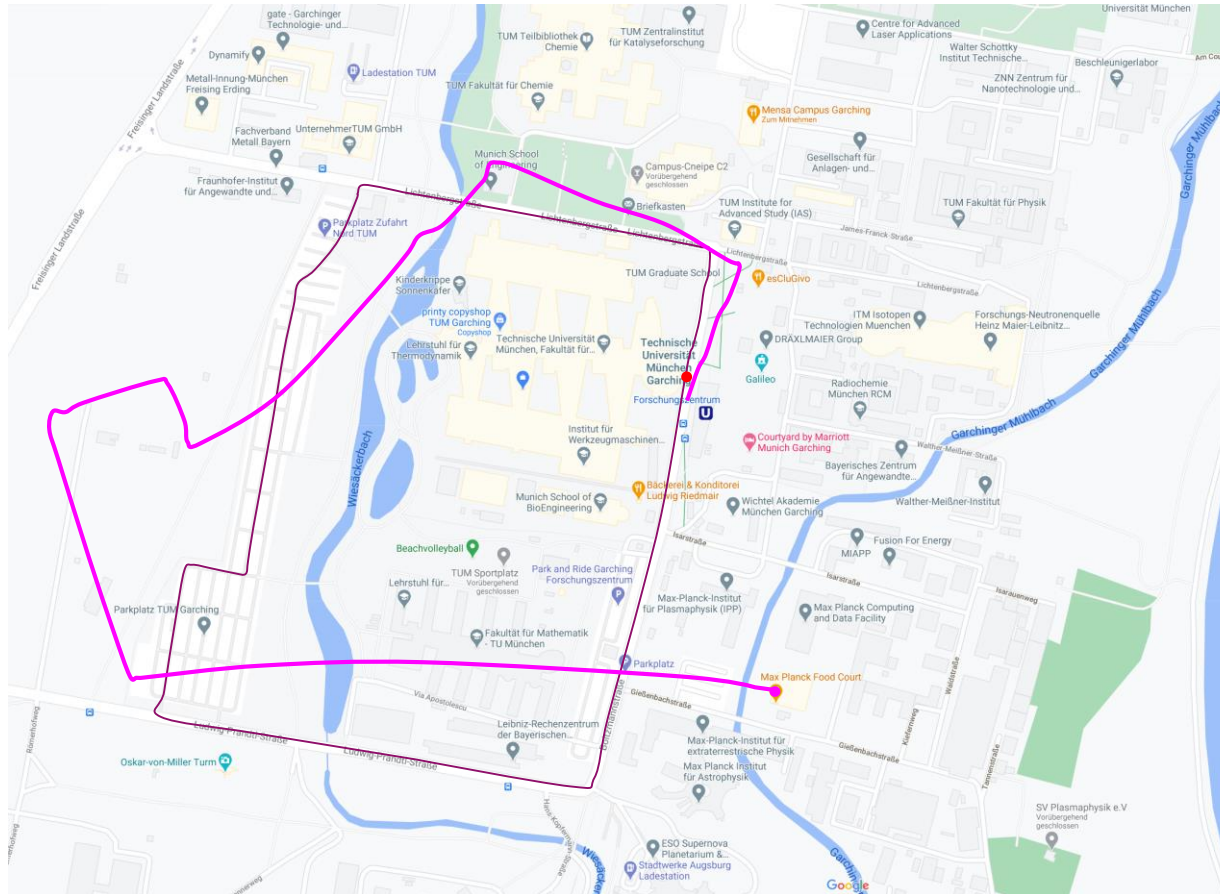 gate - Garchinger
Technologie- und...
Dynamify
Metall-Innung-München
Freising Erding
Ladestation TUM
Fachverband
Metall Bayern
UnternehmerTUM GmbH
Fraunhofer-Institut
für Angewandte und...
Freisinger Landstraße
Freisinger Landstraße
TUM Teilbibliothek
Chemie
TUM Zentralinstitut
für Katalyseforschung
TUM Fakultät für Chemie
Centre for Advanced
Laser Applications
Universität München
Walter Schottky
Institut Technische...
Beschleunigerlabor
Am Cou
ZNN Zentrum für
Nanotechnologie und...
Mensa Campus Garching
Zum Mitnehmen
Gesellschaft für
Anlagen- und...
Garchinger Mühlbach
Munich School
of Engineering
Campus-Cneipe C2
Vorübergehend
geschlossen
Briefkasten
TUM Institute for
Advanced Study (IAS)
TUM Fakultät für Physik
James-Franck-Straße
Parkplatz Zufahrt
Nord TUM
Lichtenbergstraße
Lichtenbergstraße
Lichtenbergstraße
Lichtenbergstraße
Lichtenbergstraße
TUM Graduate School
esCluGivo
Kinderkrippe
Sonnenkäfer
printy copyshop
TUM Garching
Copyshop
Lehrstuhl für
Thermodynamik
Technische Universität
München, Fakultät für...
Technische
Universität
München
Garching
Forschungszentrum
U
ITM Isotopen
Technologien Muenchen
Forschungs-Neutronenquelle
Heinz Maier-Leibnitz...
DRÄXLMAIER Group
Galileo
Garchinger Mühlbach
Radiochemie
München RCM
Institut für
Werkzeugmaschinen...
Courtyard by Marriott
Munich Garching
Garchinger Mühlbach
Walther-Meißner-Straße
Bayerisches Zentrum
für Angewandte...
Walther-Meißner-Institut
Wiesäckerbach
Munich School of
BioEngineering
Bäckerei & Konditorei
Ludwig Riedmair
Wichtel Akademie
München Garching
Isarstraße
Fusion For Energy
MIAPP
Isarstraße
Isarauenweg
Beachvolleyball
TUM Sportplatz
Vorübergehend
geschlossen
Park and Ride Garching
Forschungszentrum
Lehrstuhl für...
Max-Planck-Institut
für Plasmaphysik (IPP)
Max Planck Computing
and Data Facility
Parkplatz TUM Garching
Fakultät für Mathematik
- TU München
Parkplatz
Max Planck Food Court
Waldstraße
Kiefernweg
Tannenstraße
Via Apostolescu
Gießenbachstraße
Gießenbachstraße
Boltzmannstraße
Römerhofweg
Ludwig-Prandtl-Straße
Ludwig-Prandtl-Straße
Leibniz-Rechenzentrum
der Bayerischen...
Max-Planck-Institut für
extraterrestrische Physik
Max Planck Institut
für Astrophysik
Oskar-von-Miller Turm
Hans-Kopfermann-Straße
SV Plasmaphysik e.V
Vorübergehend
geschlossen
ESO Supernova
Planetarium &...
Stadtwerke Augsburg
Ladestation
Google